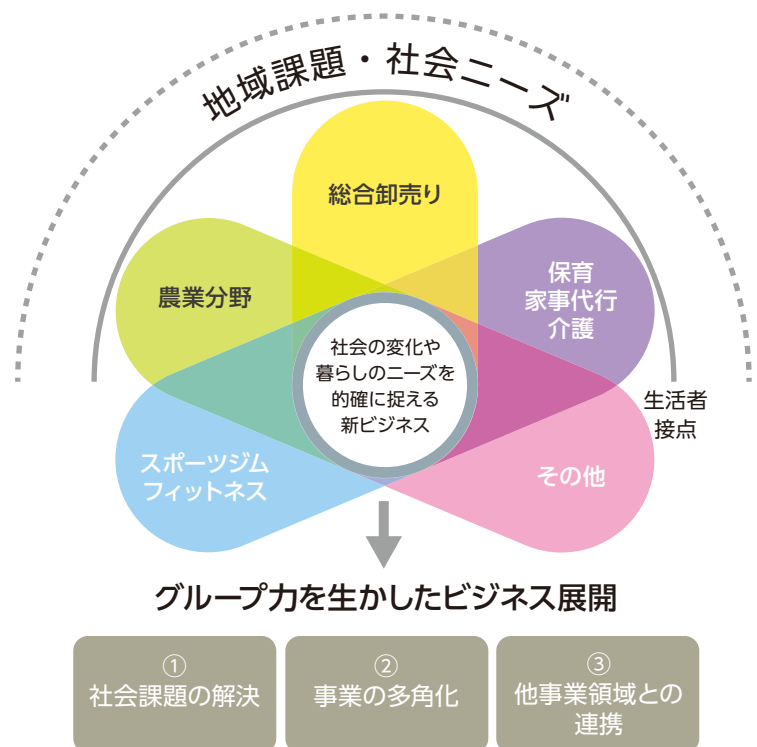 地域課題・社会ニーズ
総合卸売り
農業分野
保育
家事代行
介護
社会の変化や
暮らしのニーズを
的確に捉える
新ビジネス
生活者
接点
スポーツジム
フィットネス
その他
グループ力を生かしたビジネス展開
①
社会課題の解決
②
事業の多角化
③
他事業領域との
連携